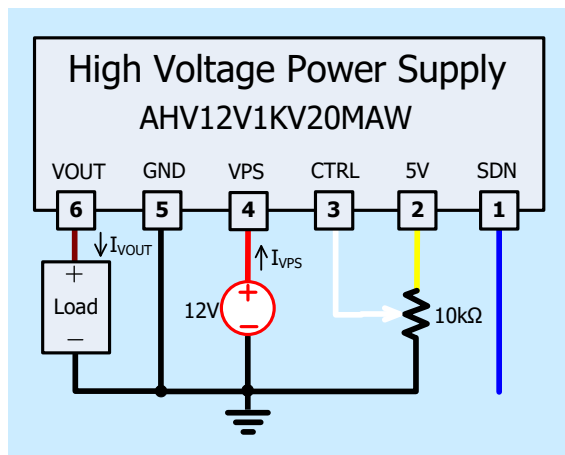 High Voltage Power Supply
AHV12V1KV20MAW
VOUT GND VPS CTRL 5V SDN
6 5 4 3 2 1
IVOUT IVPS
+ Load −
12V + −
10kΩ